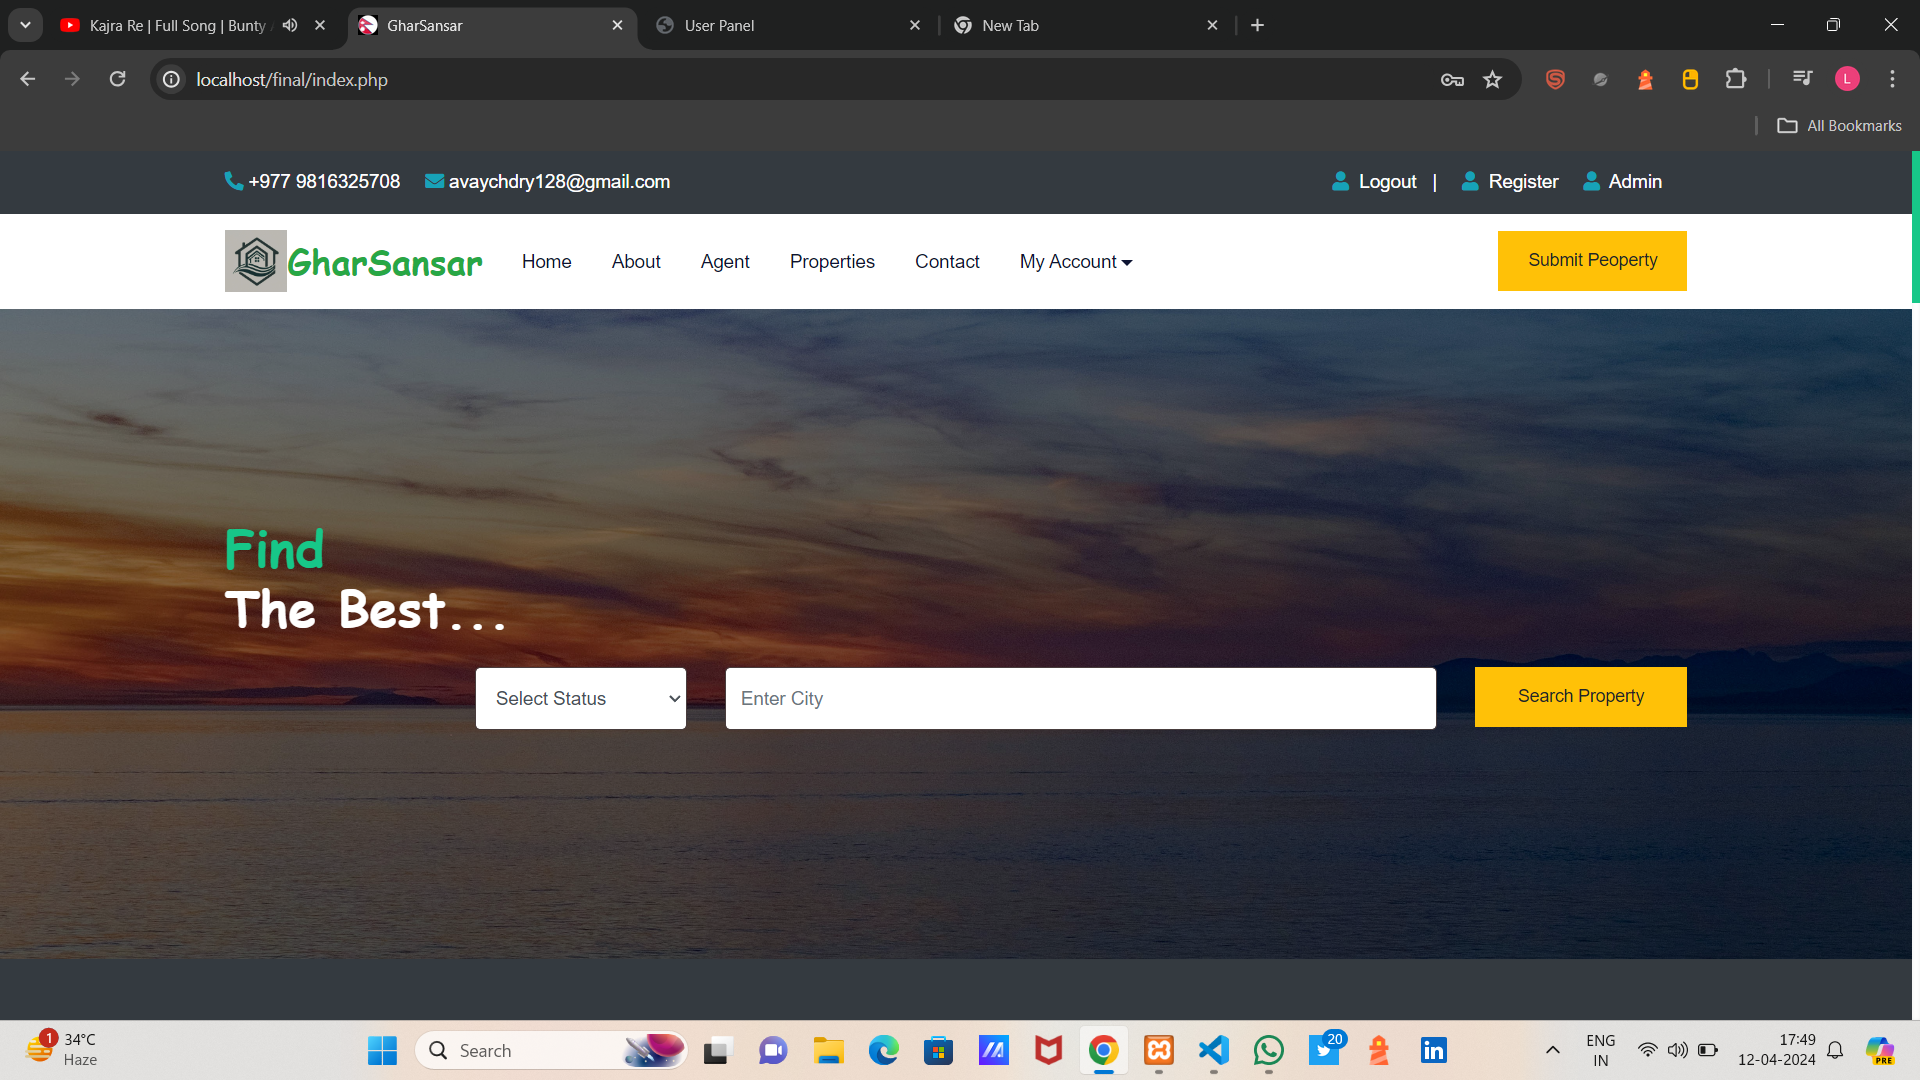 Kajra Re | Full Song | Bunty
GharSansar
User Panel
New Tab
localhost/final/index.php
L
All Bookmarks
+977 9816325708
avaychdry128@gmail.com
Logout |
Register
Admin
GharSansar
Home
About
Agent
Properties
Contact
My Account
Submit Peoperty
Find
The Best...
Select Status
Enter City
Search Property
1
34°C
Haze
Search
20
ENG
IN
17:49
12-04-2024
PRE